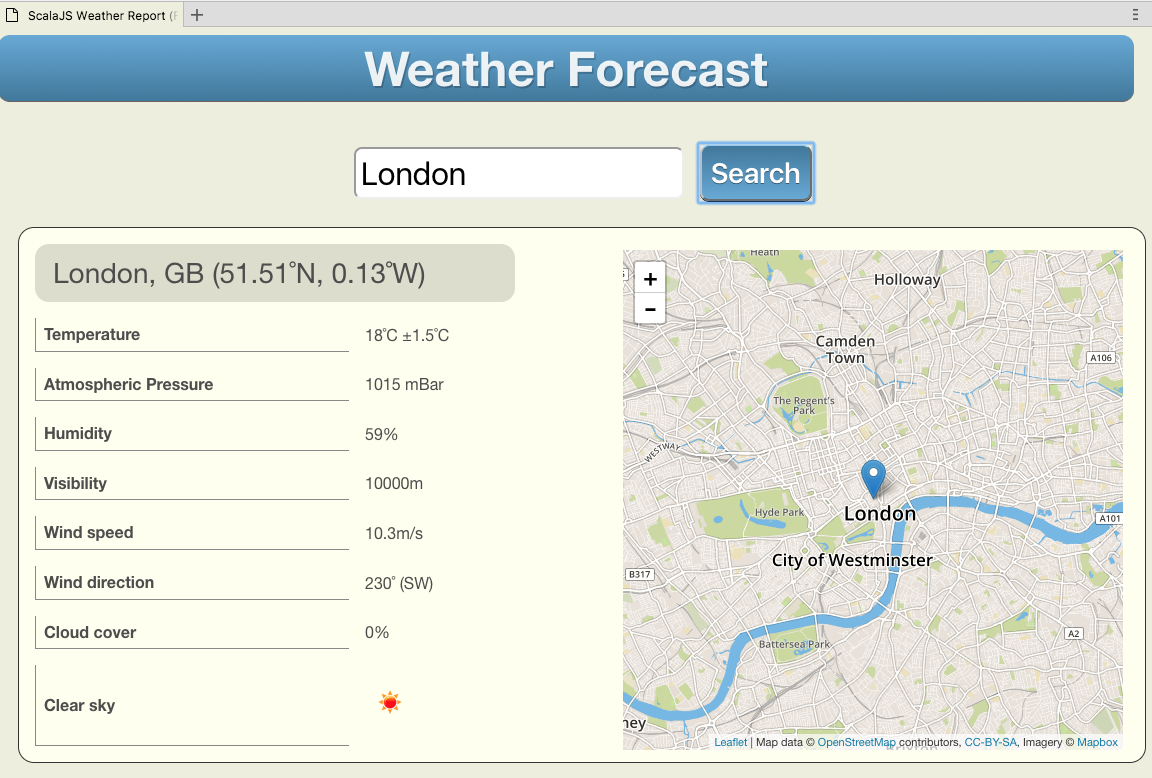 ScalaJS Weather Report (F
Weather Forecast
London
Search
London, GB (51.51°N, 0.13°W)
Temperature 18°C ±1.5°C
Atmospheric Pressure 1015 mBar
Humidity 59%
Visibility 10000m
Wind speed 10.3m/s
Wind direction 230° (SW)
Cloud cover 0%
Clear sky
+
-
Heath
Holloway
Camden
Town
A106
The Regent's
Park
WESTWAY
London
Hyde Park
A101
City of Westminster
B317
A2
Battersea Park
ney
Leaflet | Map data © OpenStreetMap contributors, CC-BY-SA, Imagery © Mapbox